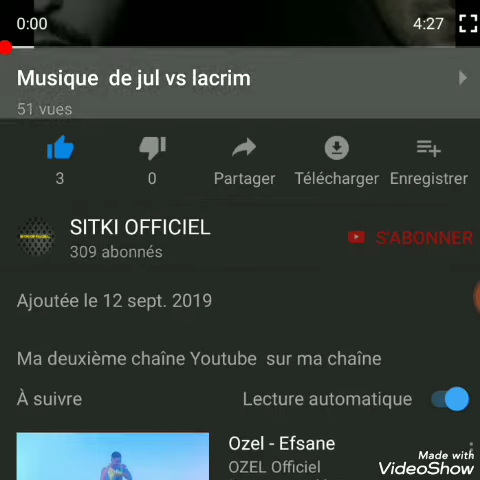 0:00 4:27
Musique de jul vs lacrim
51 vues
3 0 Partager Télécharger Enregistrer
SITKI OFFICIEL
S'ABONNER
309 abonnés
Ajoutée le 12 sept. 2019
Ma deuxième chaîne Youtube sur ma chaîne
À suivre Lecture automatique
Ozel - Efsane
OZEL Officiel
Made with
VideoShow